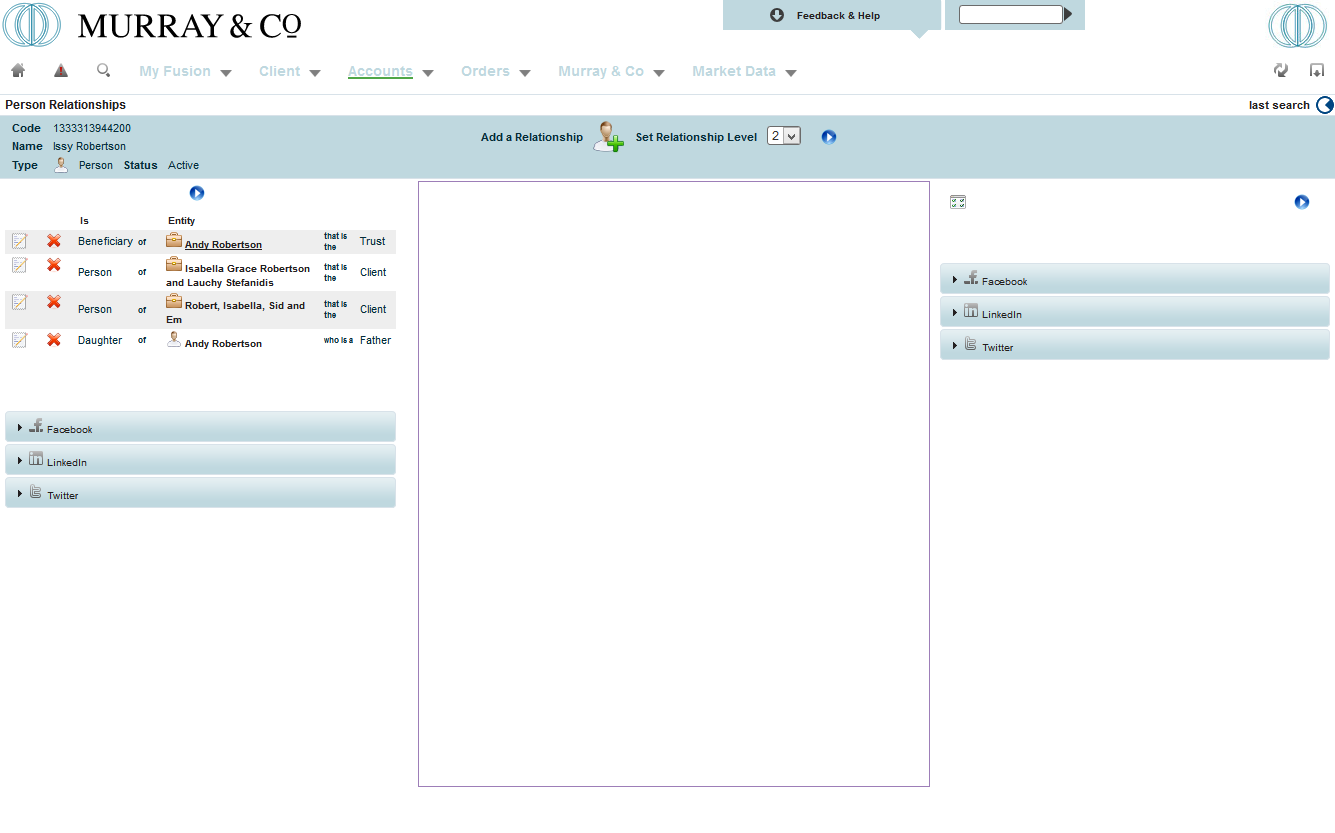 MURRAY & CO
Feedback & Help
My Fusion Client Accounts Orders Murray & Co Market Data
Person Relationships
last search
Code 1333313944200
Name Issy Robertson
Type Person Status Active
Add a Relationship Set Relationship Level 2
Is Entity
Beneficiary of Andy Robertson that is the Trust
Person of Isabella Grace Robertson and Lauchy Stefanidis that is the Client
Person of Robert, Isabella, Sid and Em that is the Client
Daughter of Andy Robertson who is a Father
Facebook
LinkedIn
Twitter
Facebook
LinkedIn
Twitter